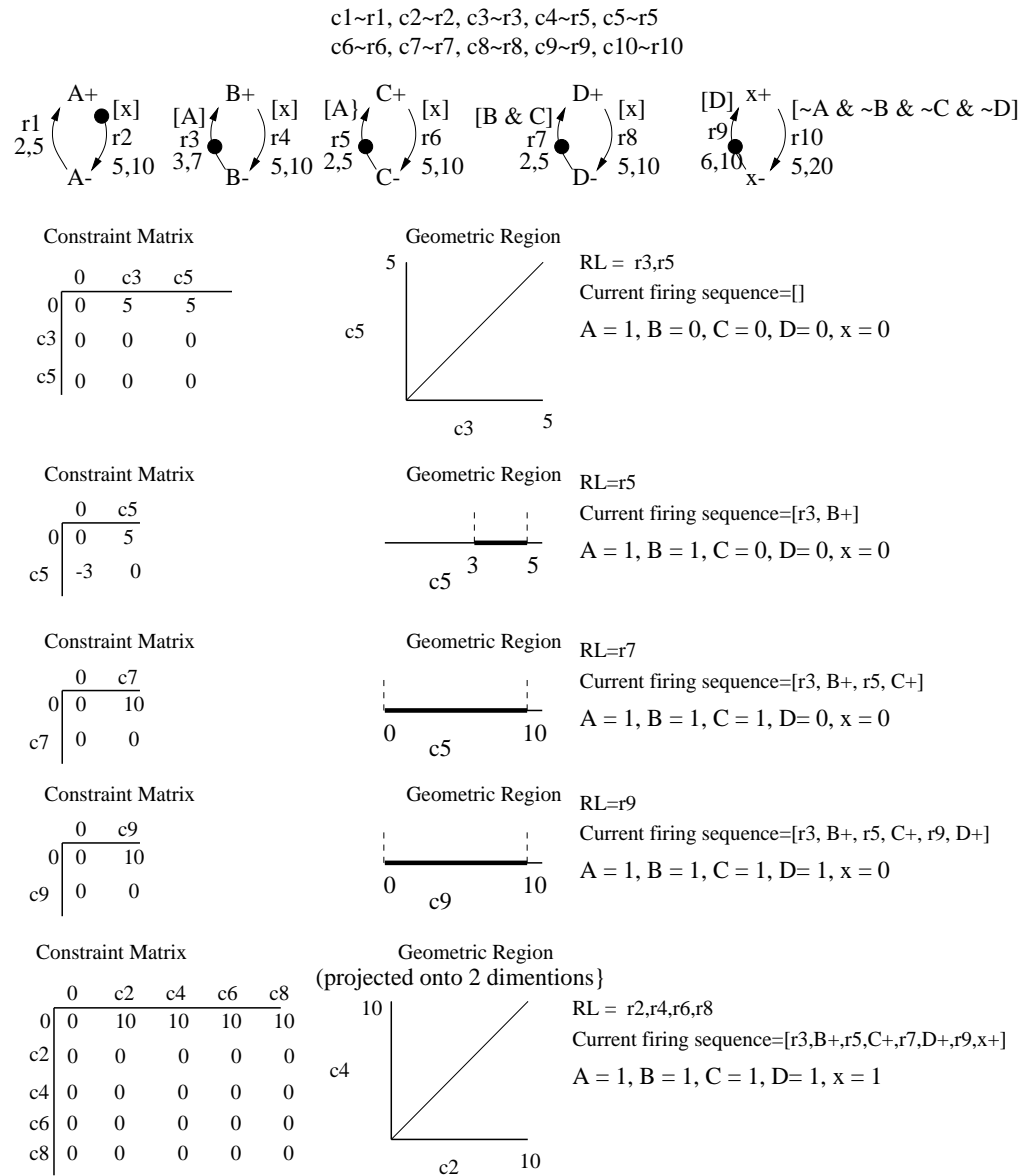 c1~r1, c2~r2, c3~r3, c4~r5, c5~r5
c6~r6, c7~r7, c8~r8, c9~r9, c10~r10
A+ [x] r1 2,5 r2 5,10 A-
B+ [A] [x] r3 3,7 r4 5,10 B-
C+ [A} [x] r5 2,5 r6 5,10 C-
D+ [B & C] [x] r7 2,5 r8 5,10 D-
x+ [D] [~A & ~B & ~C & ~D] r9 6,10 r10 5,20 x-
Constraint Matrix
0 c3 c5
0 0 5 5
c3 0 0 0
c5 0 0 0
Geometric Region
5
c5
c3 5
RL = r3,r5
Current firing sequence=[]
A = 1, B = 0, C = 0, D= 0, x = 0
Constraint Matrix
0 c5
0 0 5
c5 -3 0
Geometric Region
3 5
c5
RL=r5
Current firing sequence=[r3, B+]
A = 1, B = 1, C = 0, D= 0, x = 0
Constraint Matrix
0 c7
0 0 10
c7 0 0
Geometric Region
0 10
c5
RL=r7
Current firing sequence=[r3, B+, r5, C+]
A = 1, B = 1, C = 1, D= 0, x = 0
Constraint Matrix
0 c9
0 0 10
c9 0 0
Geometric Region
0 10
c9
RL=r9
Current firing sequence=[r3, B+, r5, C+, r9, D+]
A = 1, B = 1, C = 1, D= 1, x = 0
Constraint Matrix
0 c2 c4 c6 c8
0 0 10 10 10 10
c2 0 0 0 0 0
c4 0 0 0 0 0
c6 0 0 0 0 0
c8 0 0 0 0 0
Geometric Region
(projected onto 2 dimentions}
10
c4
c2 10
RL = r2,r4,r6,r8
Current firing sequence=[r3,B+,r5,C+,r7,D+,r9,x+]
A = 1, B = 1, C = 1, D= 1, x = 1